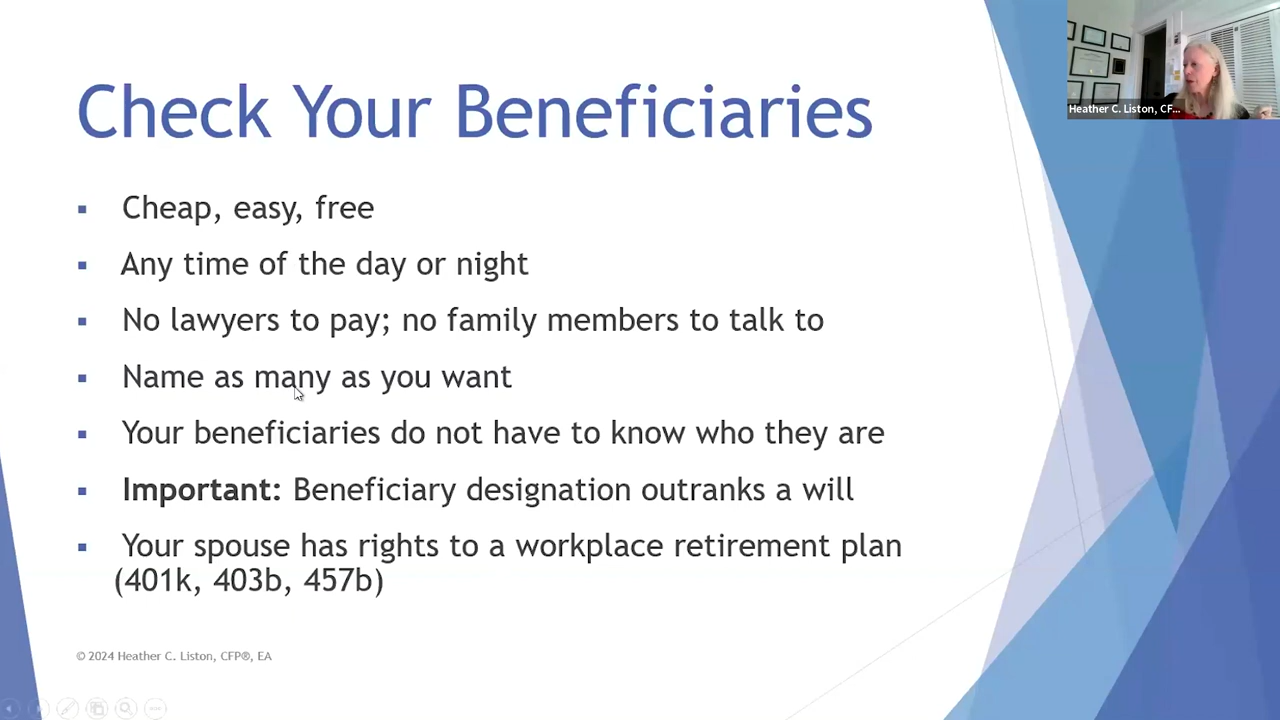 Check Your Beneficiaries
Heather C. Liston, CF...
Cheap, easy, free
Any time of the day or night
No lawyers to pay; no family members to talk to
Name as many as you want
Your beneficiaries do not have to know who they are
Important: Beneficiary designation outranks a will
Your spouse has rights to a workplace retirement plan
(401k, 403b, 457b)
© 2024 Heather C. Liston, CFP®, EA